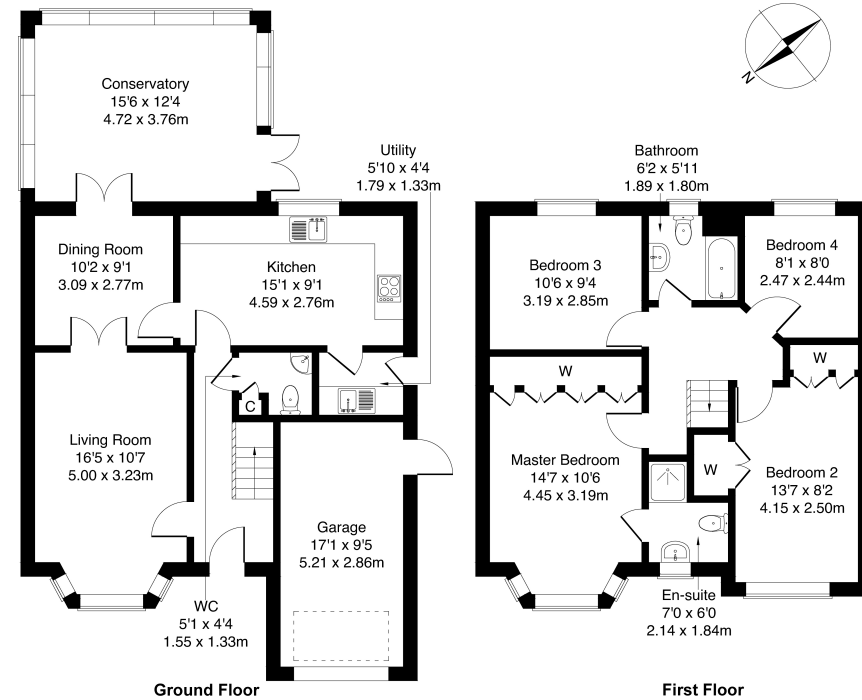 Conservatory
15'6 x 12'4
4.72 x 3.76m
Utility
5'10 x 4'4
1.79 x 1.33m
Dining Room
10'2 x 9'1
3.09 x 2.77m
Kitchen
15'1 x 9'1
4.59 x 2.76m
C
Living Room
16'5 x 10'7
5.00 x 3.23m
Garage
17'1 x 9'5
5.21 x 2.86m
WC
5'1 x 4'4
1.55 x 1.33m
Ground Floor
N
Bathroom
6'2 x 5'11
1.89 x 1.80m
Bedroom 3
10'6 x 9'4
3.19 x 2.85m
Bedroom 4
8'1 x 8'0
2.47 x 2.44m
W
W
Master Bedroom
14'7 x 10'6
4.45 x 3.19m
W
Bedroom 2
13'7 x 8'2
4.15 x 2.50m
En-suite
7'0 x 6'0
2.14 x 1.84m
First Floor